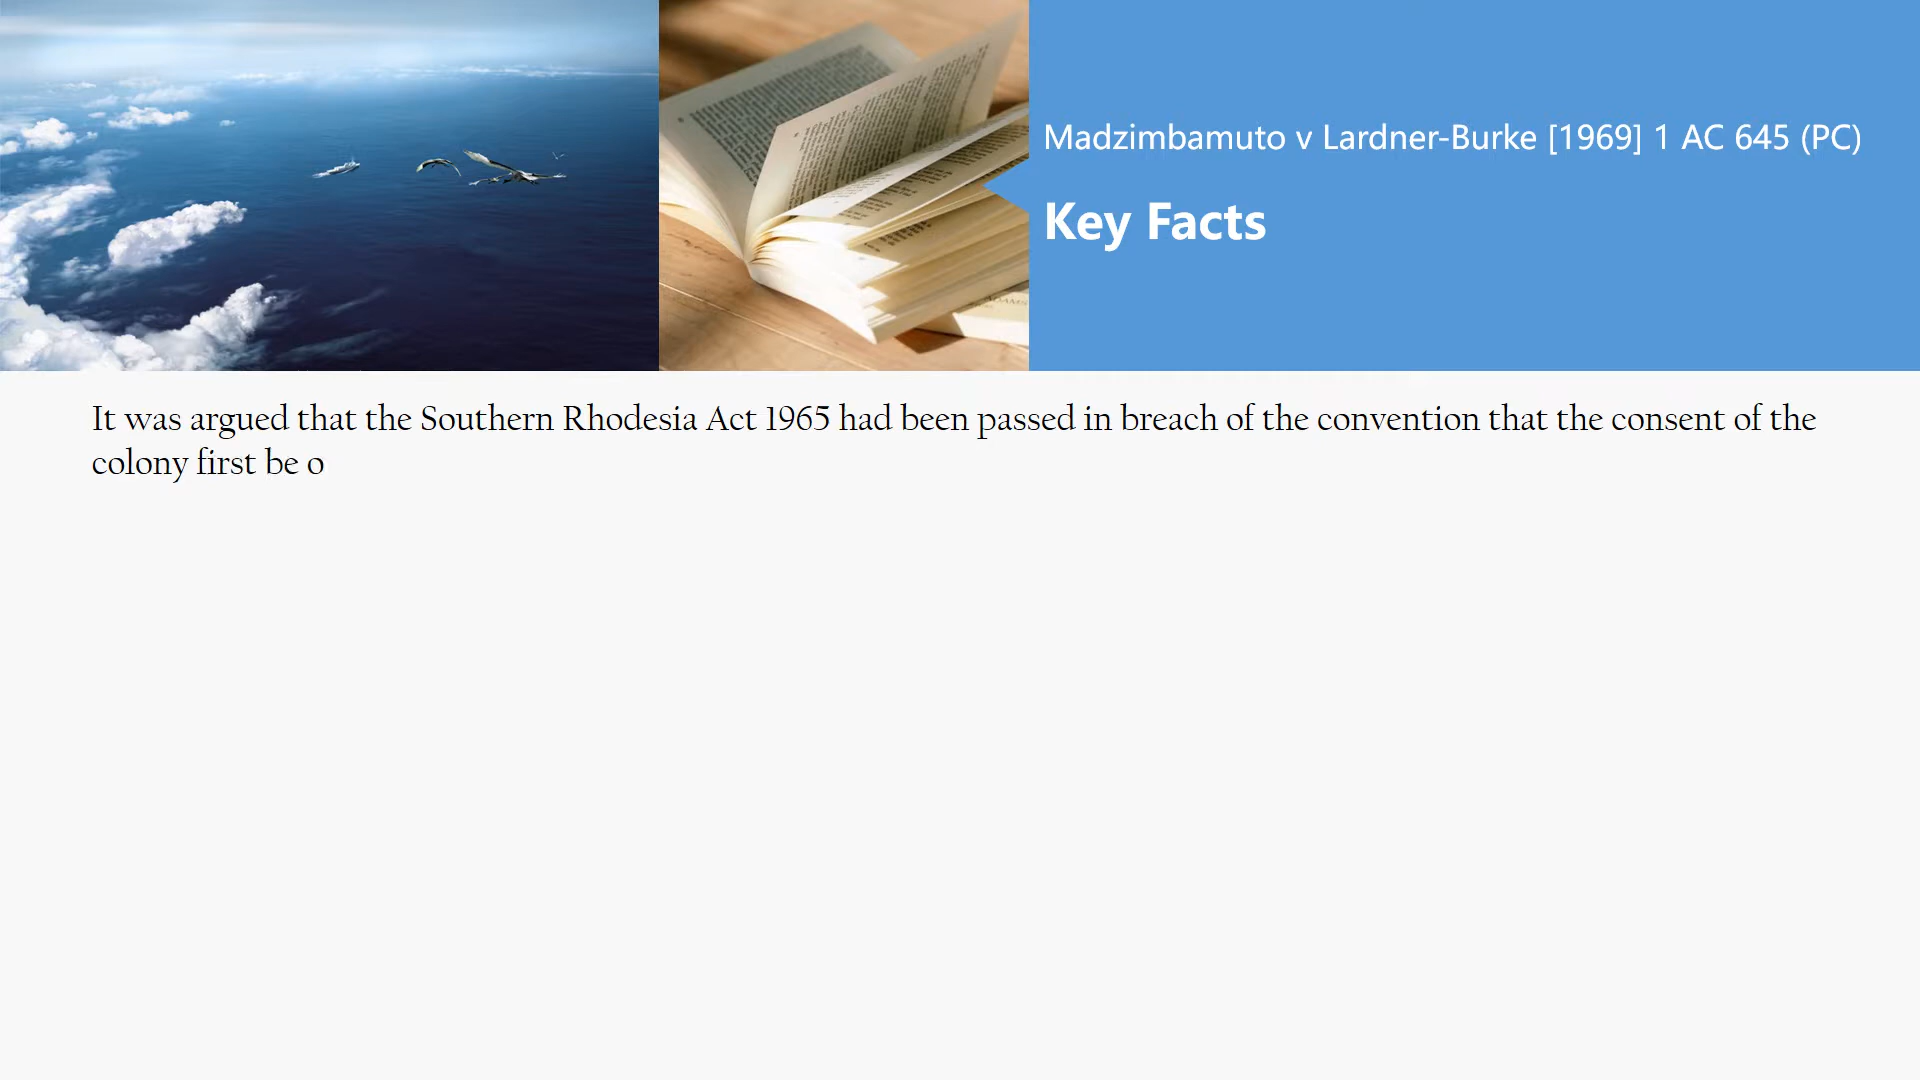 Madzimbamuto v Lardner-Burke [1969] 1 AC 645 (PC)
Key Facts
It was argued that the Southern Rhodesia Act 1965 had been passed in breach of the convention that the consent of the
colony first be o